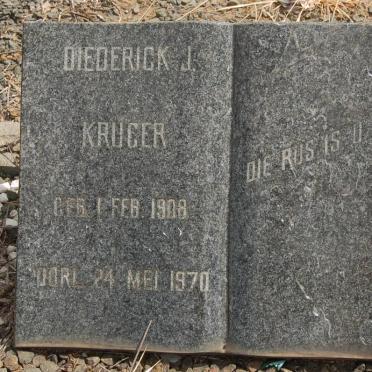 DIEDERICK J.
KRUGER
GEB. 1 FEB. 1908
OORL. 24 MEI 1970
DIE RUS IS U